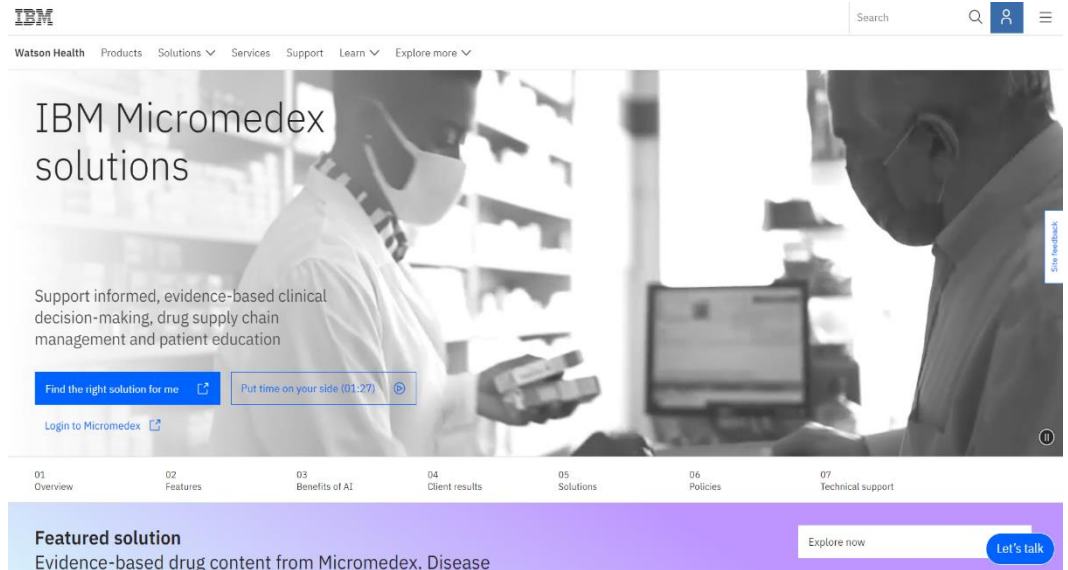 IBM
Search
Watson Health Products Solutions Services Support Learn Explore more
IBM Micromedex
solutions
Site feedback
Support informed, evidence-based clinical
decision-making, drug supply chain
management and patient education
Find the right solution for me
Put time on your side (01:27)
Login to Micromedex
01 02 03 04 05 06 07
Overview Features Benefits of AI Client results Solutions Policies Technical support
Featured solution
Evidence-based drug content from Micromedex, Disease
Explore now
Let's talk